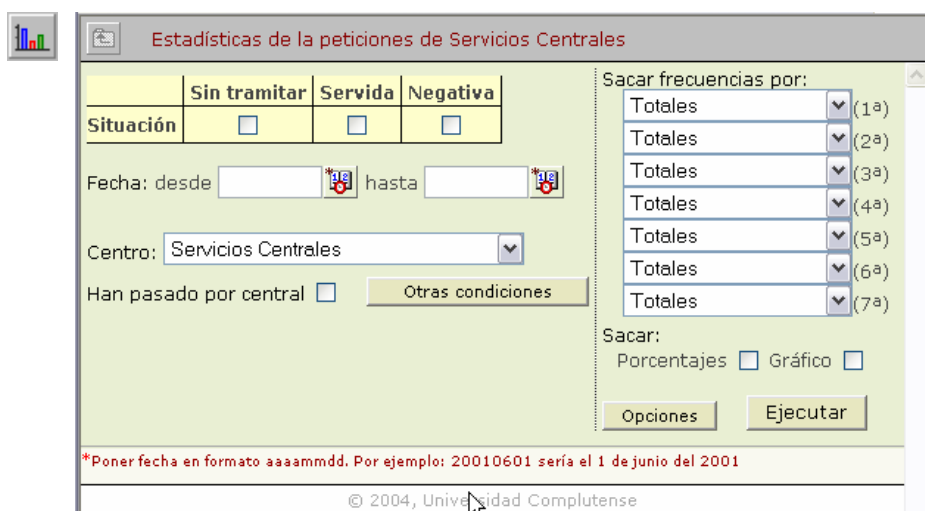 Estadísticas de la peticiones de Servicios Centrales
Sin tramitar Servida Negativa
Situación
Fecha: desde hasta
Centro: Servicios Centrales
Han pasado por central Otras condiciones
Sacar frecuencias por:
Totales (1ª)
Totales (2ª)
Totales (3ª)
Totales (4ª)
Totales (5ª)
Totales (6ª)
Totales (7ª)
Sacar:
Porcentajes Gráfico
Opciones Ejecutar
*Poner fecha en formato aaaammdd. Por ejemplo: 20010601 sería el 1 de junio del 2001
© 2004, Universidad Complutense